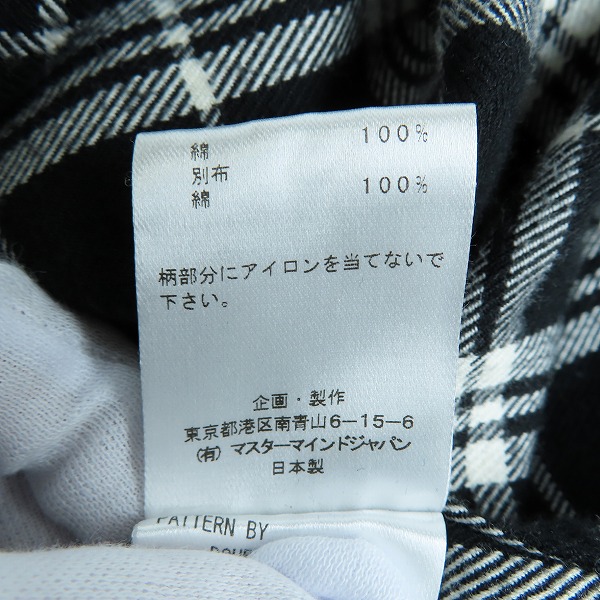 綿 100%
別布
綿 100%
柄部分にアイロンを当てないで
下さい。
企画・製作
東京都港区南青山6-15-6
(有) マスターマインドジャパン
日本製
PATTERN BY